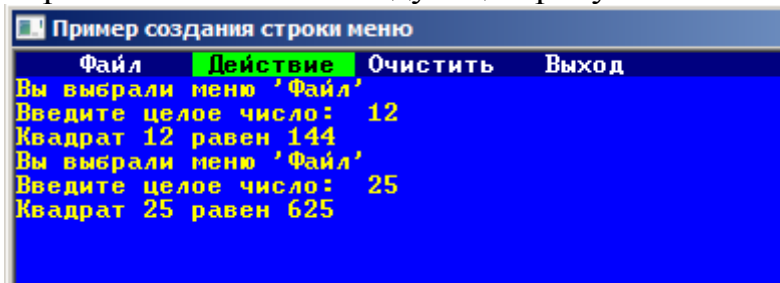 Пример создания строки меню
Файл Действие Очистить Выход
Вы выбрали меню 'Файл'
Введите целое число: 12
Квадрат 12 равен 144
Вы выбрали меню 'Файл'
Введите целое число: 25
Квадрат 25 равен 625